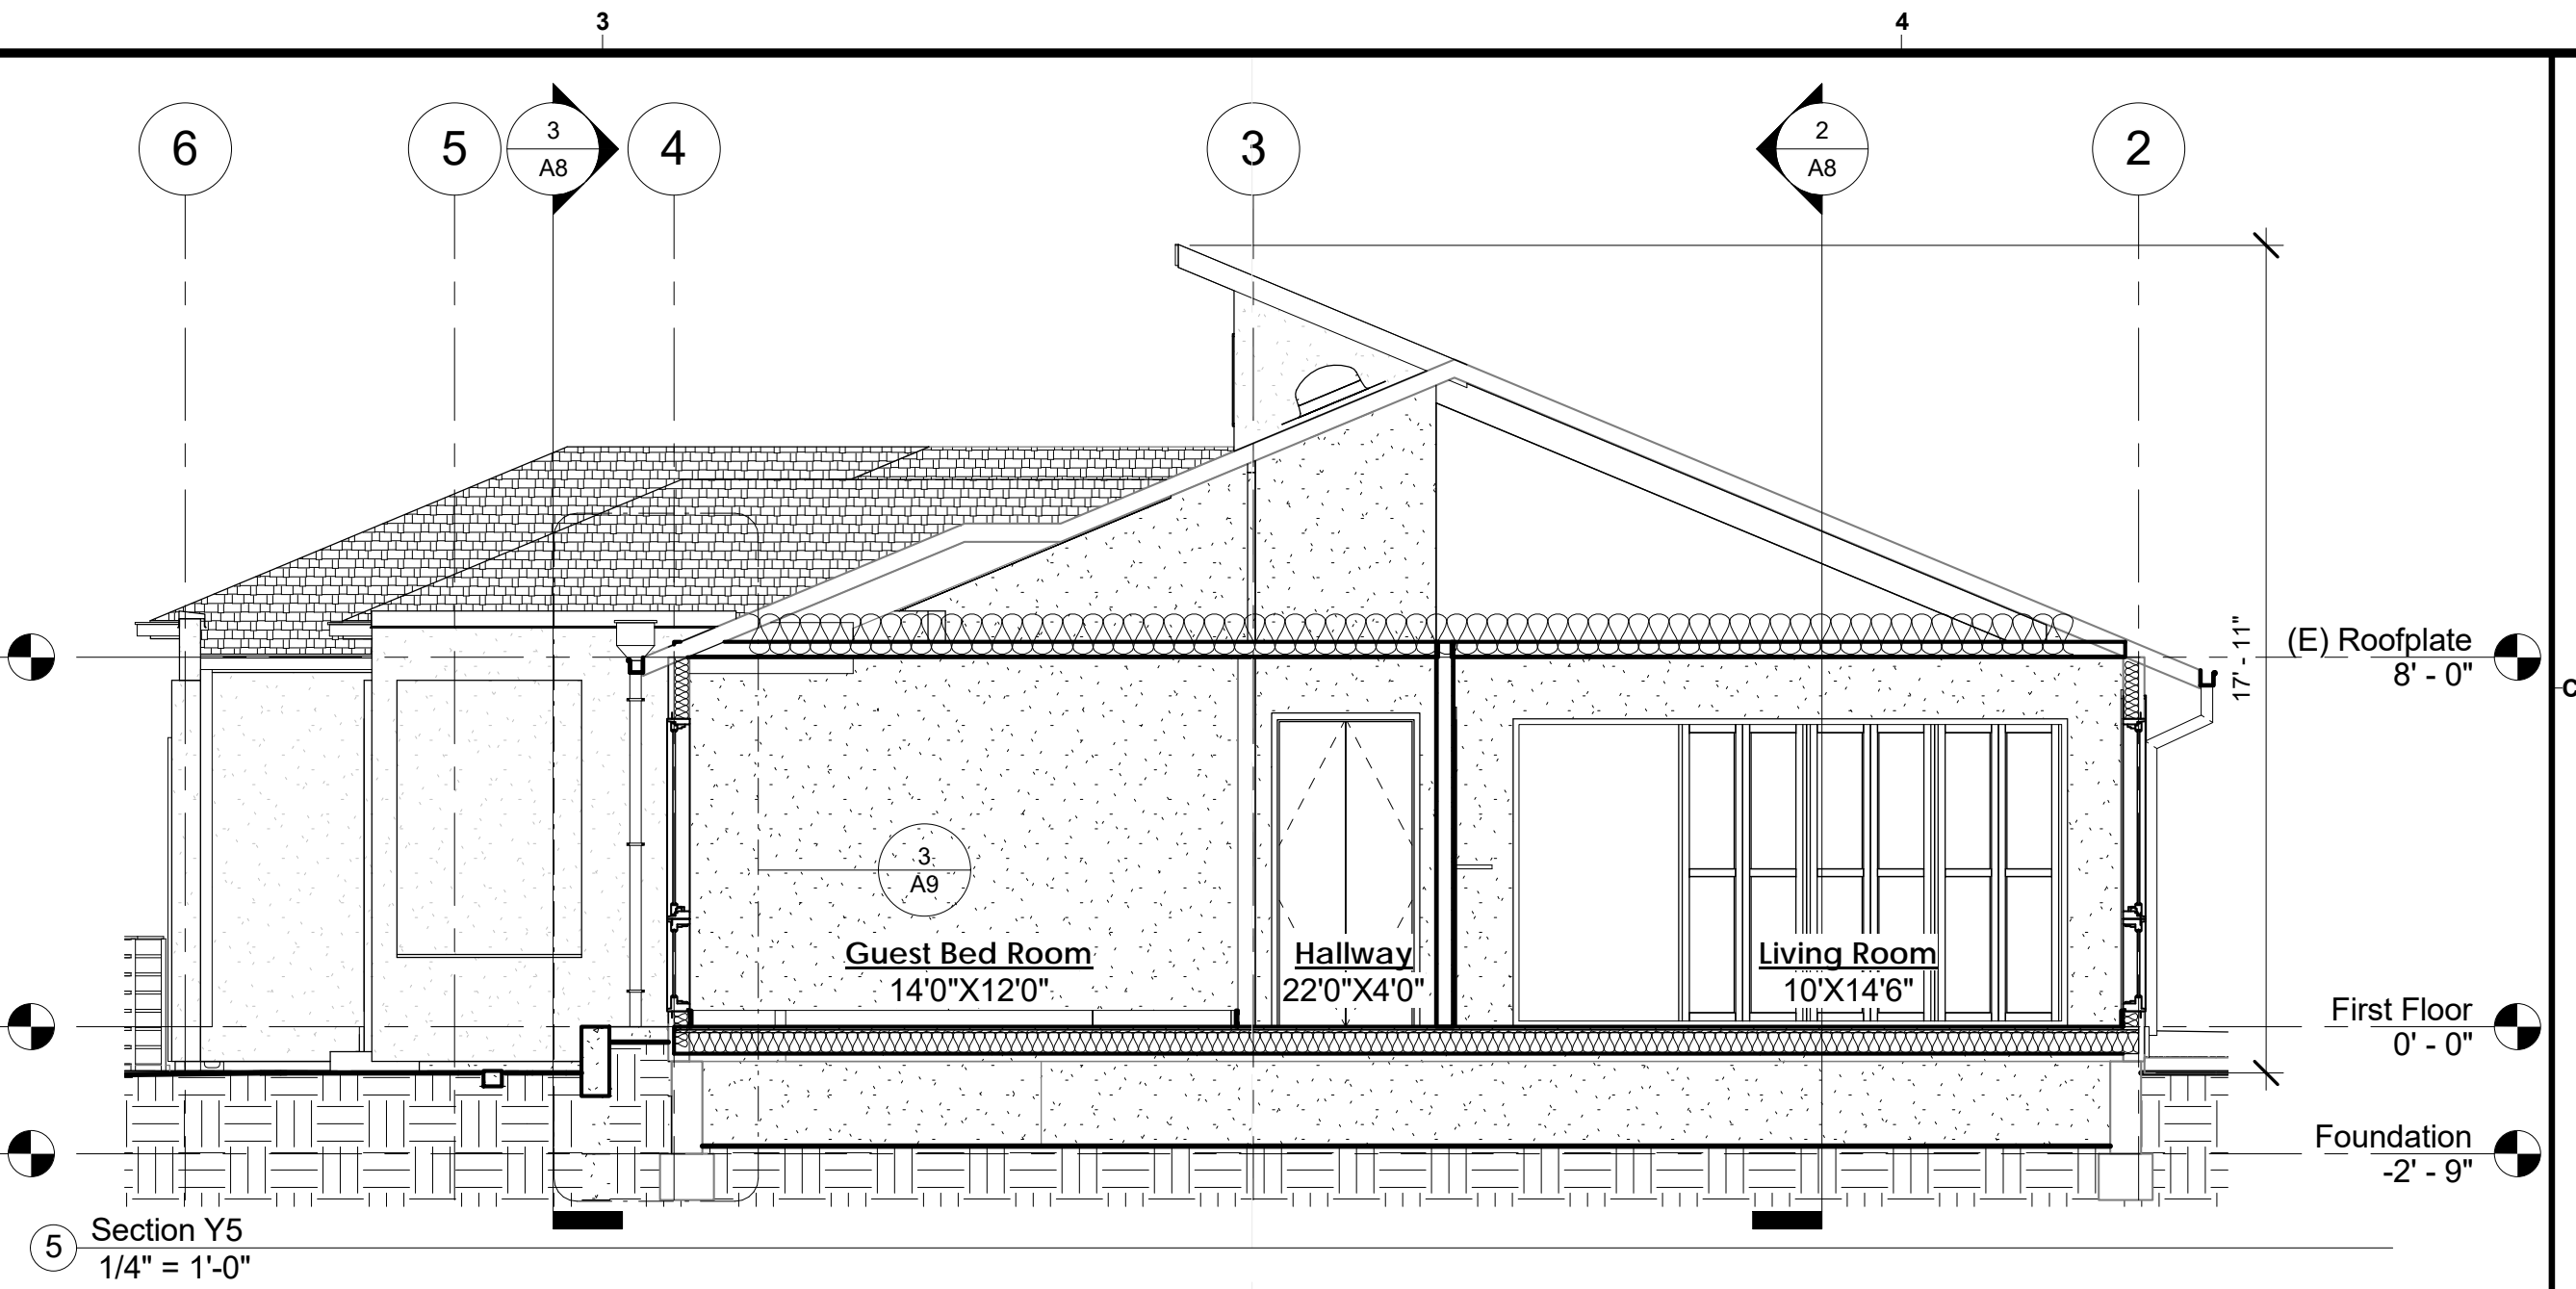 3
4
6
5
3
A8
4
3
2
A8
2
17' - 11"
(E) Roofplate
8' - 0"
C
3
A9
Guest Bed Room
14'0"X12'0"
Hallway
22'0"X4'0"
Living Room
10'X14'6"
First Floor
0' - 0"
Foundation
-2' - 9"
5
Section Y5
1/4" = 1'-0"